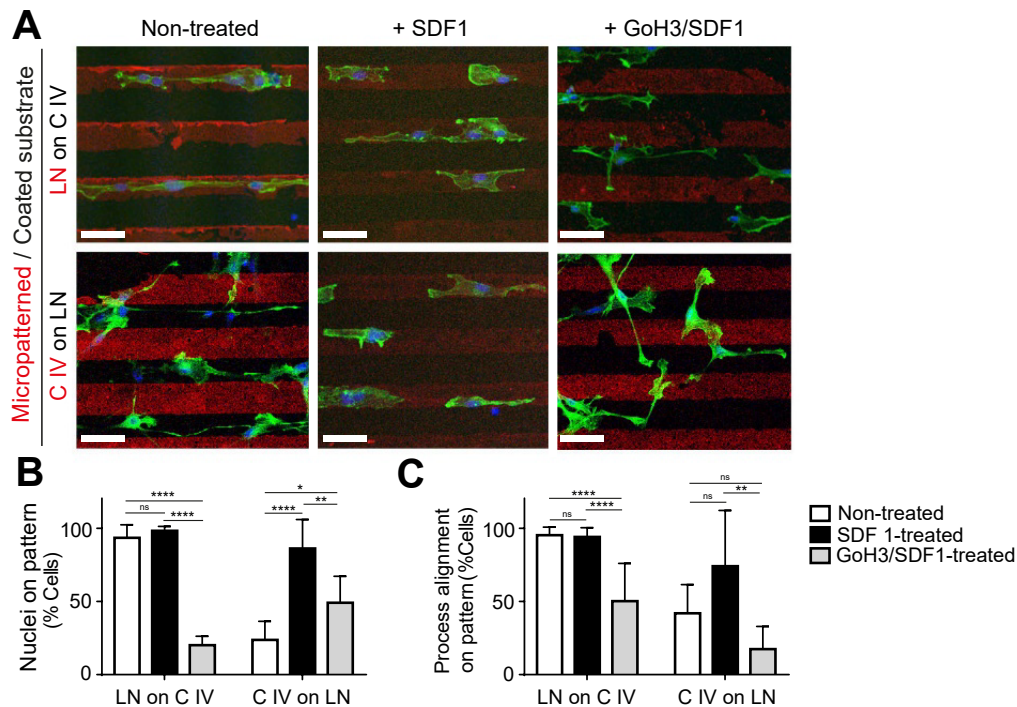 A
Non-treated
+ SDF1
+ GoH3/SDF1
Micropatterned / Coated substrate
LN on C IV
C IV on LN
B
Nuclei on pattern
(% Cells)
100
50
0
****
ns
****
*
****
**
LN on C IV
C IV on LN
C
Process alignment
on pattern (%Cells)
100
50
0
****
ns
****
ns
ns
**
LN on C IV
C IV on LN
Non-treated
SDF 1-treated
GoH3/SDF1-treated